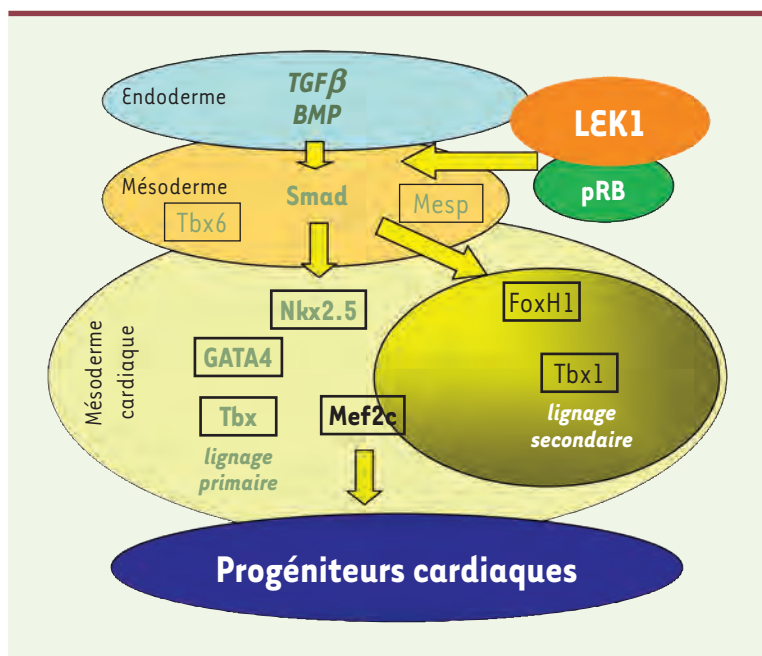 Endoderme
TGFβ
BMP
LEK1
pRB
Mésoderme
Smad
Mesp
Tbx6
Mésoderme
cardiaque
Nkx2.5
FoxH1
GATA4
Tbx1
Tbx
Mef2c
lignage
primaire
lignage
secondaire
Progéniteurs cardiaques